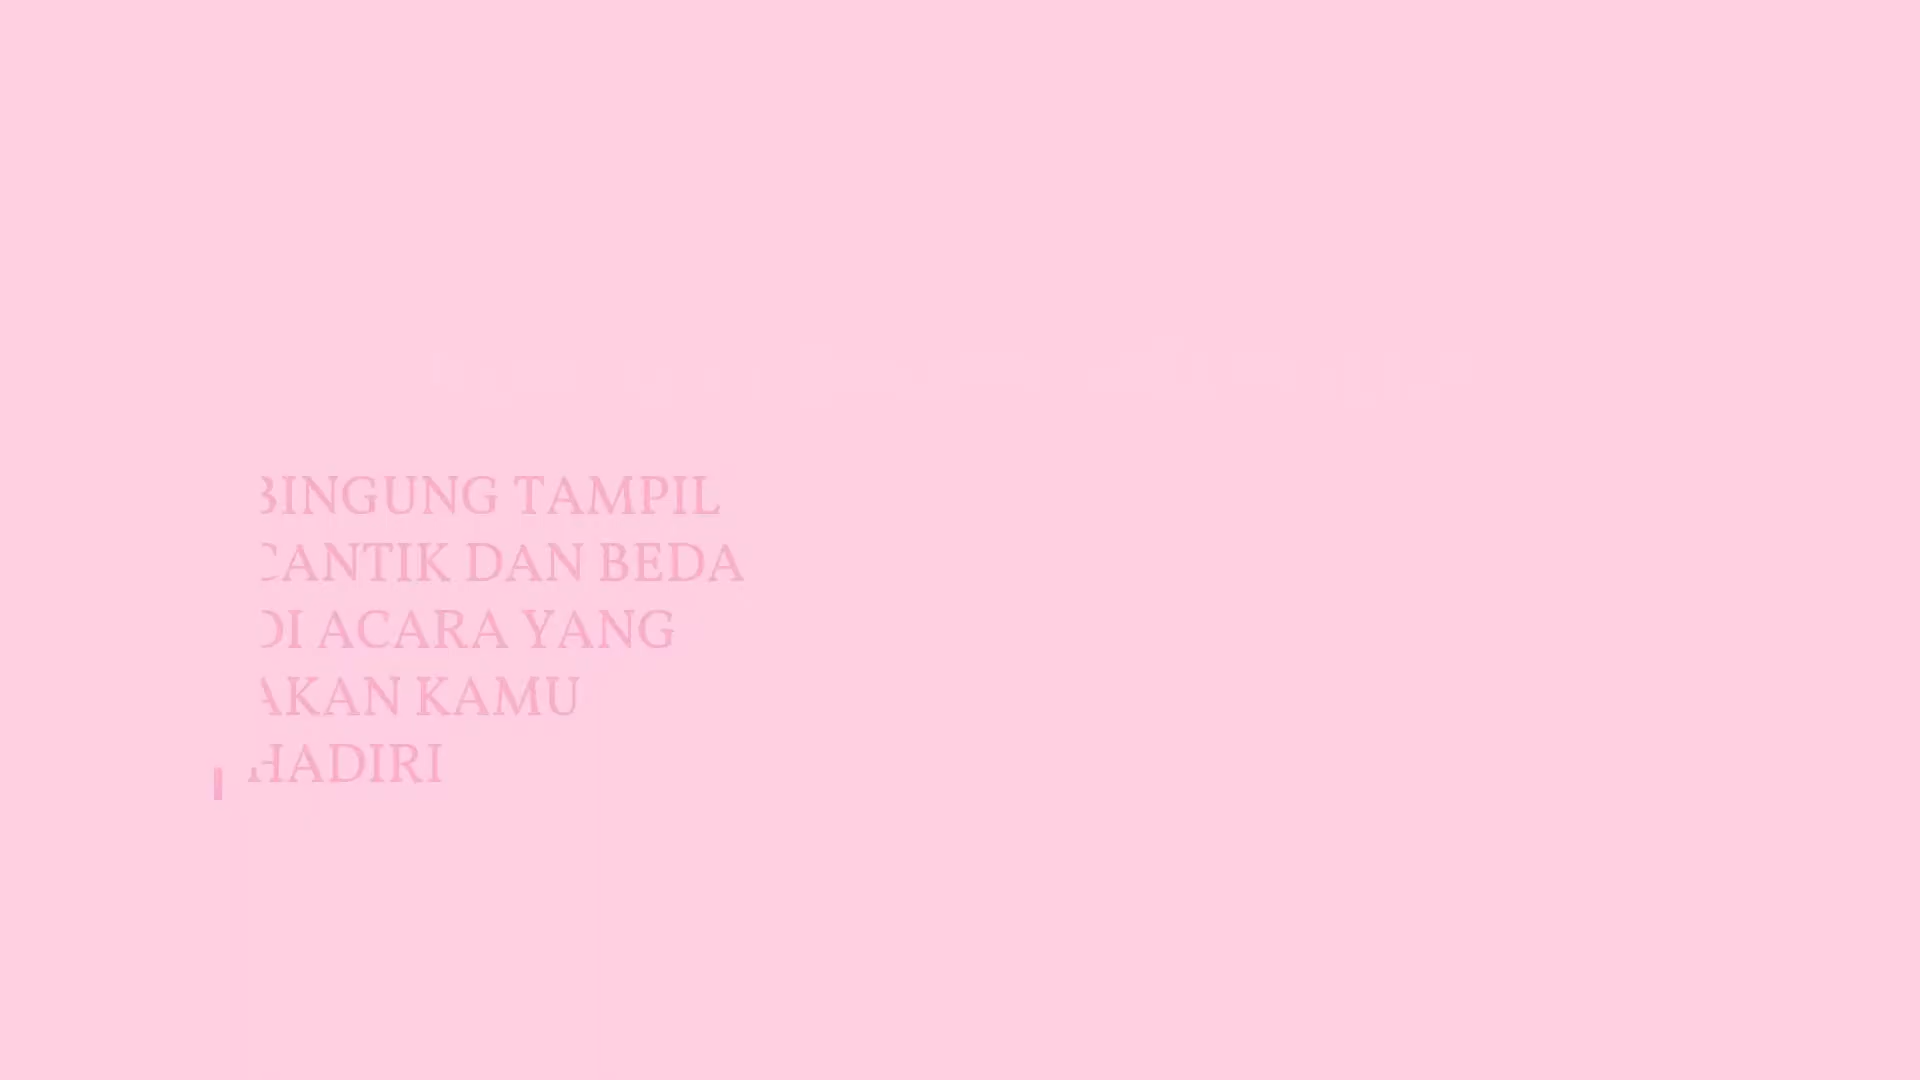 BINGUNG TAMPIL
CANTIK DAN BEDA
DI ACARA YANG
AKAN KAMU
HADIRI